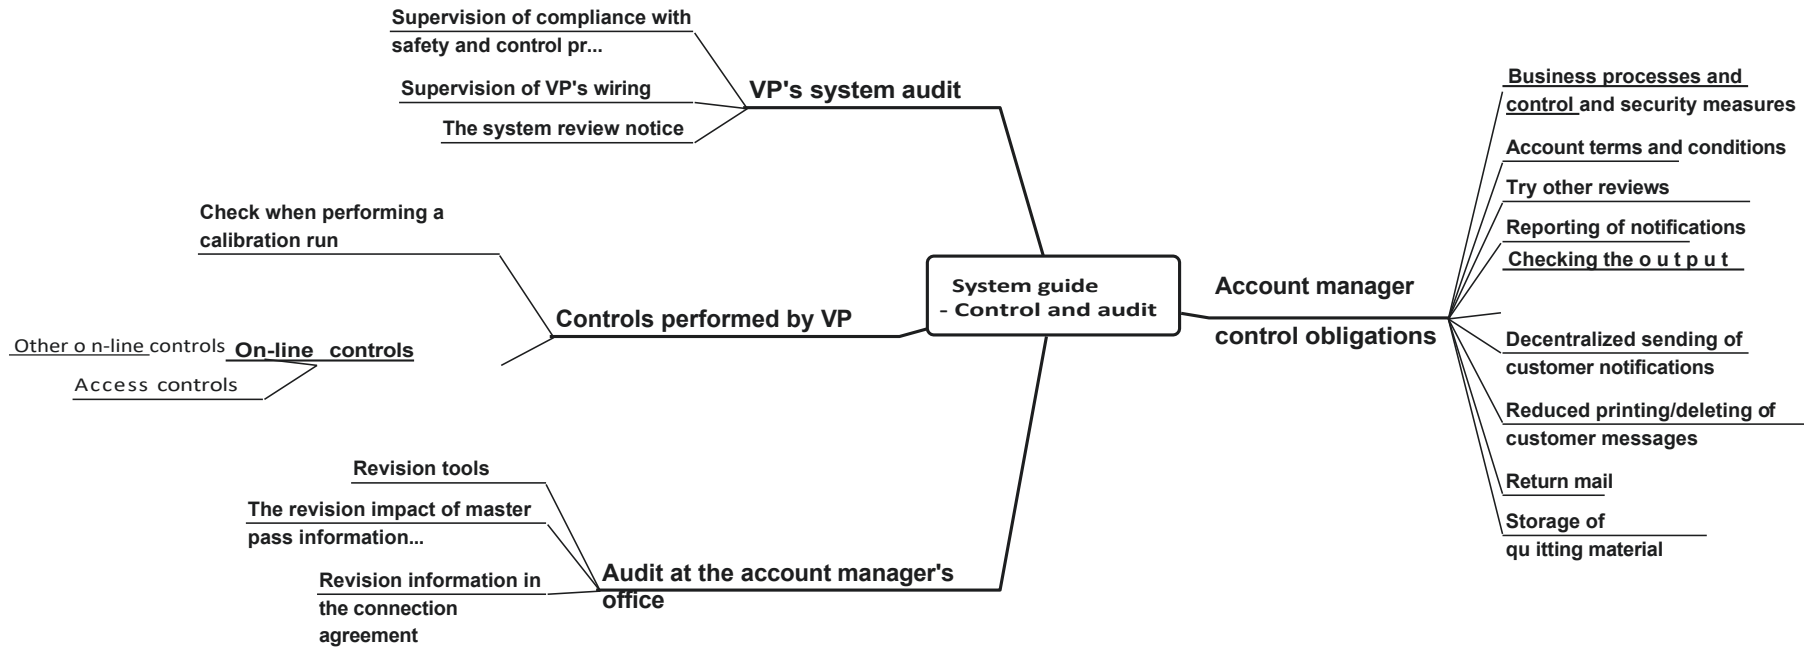 Supervision of compliance with
safety and control pr...
Supervision of VP's wiring
The system review notice
VP's system audit
Check when performing a
calibration run
Controls performed by VP
Other o n-line controls
On-line controls
Access controls
Revision tools
The revision impact of master
pass information...
Revision information in
the connection
agreement
Audit at the account manager's
office
System guide
- Control and audit
Account manager
control obligations
Business processes and
control and security measures
Account terms and conditions
Try other reviews
Reporting of notifications
Checking the o u t p u t
Decentralized sending of
customer notifications
Reduced printing/deleting of
customer messages
Return mail
Storage of
qu itting material